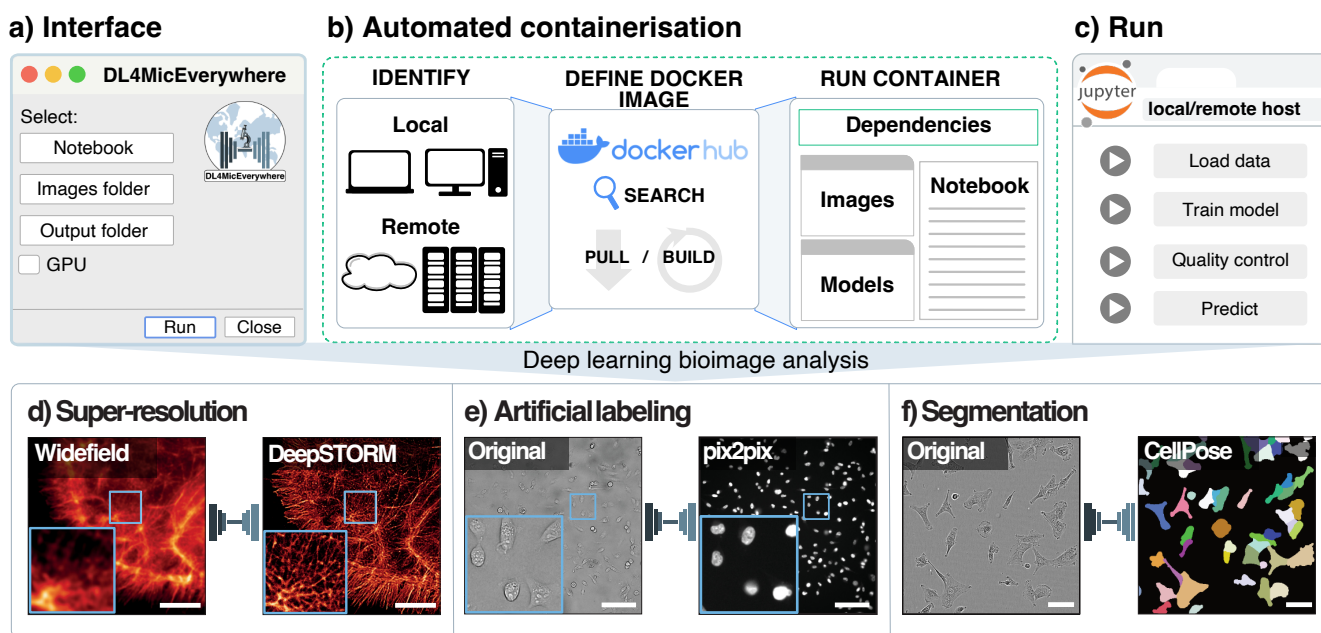 a) Interface
DL4MicEverywhere
Select:
Notebook
Images folder
Output folder
GPU
DL4MicEverywhere
Run
Close
b) Automated containerisation
IDENTIFY
Local
Remote
DEFINE DOCKER
IMAGE
dockerhub
SEARCH
PULL / BUILD
RUN CONTAINER
Dependencies
Images
Models
Notebook
c) Run
jupyter
local/remote host
Load data
Train model
Quality control
Predict
Deep learning bioimage analysis
d) Super-resolution
Widefield
DeepSTORM
e) Artificial labeling
Original
pix2pix
f) Segmentation
Original
CellPose